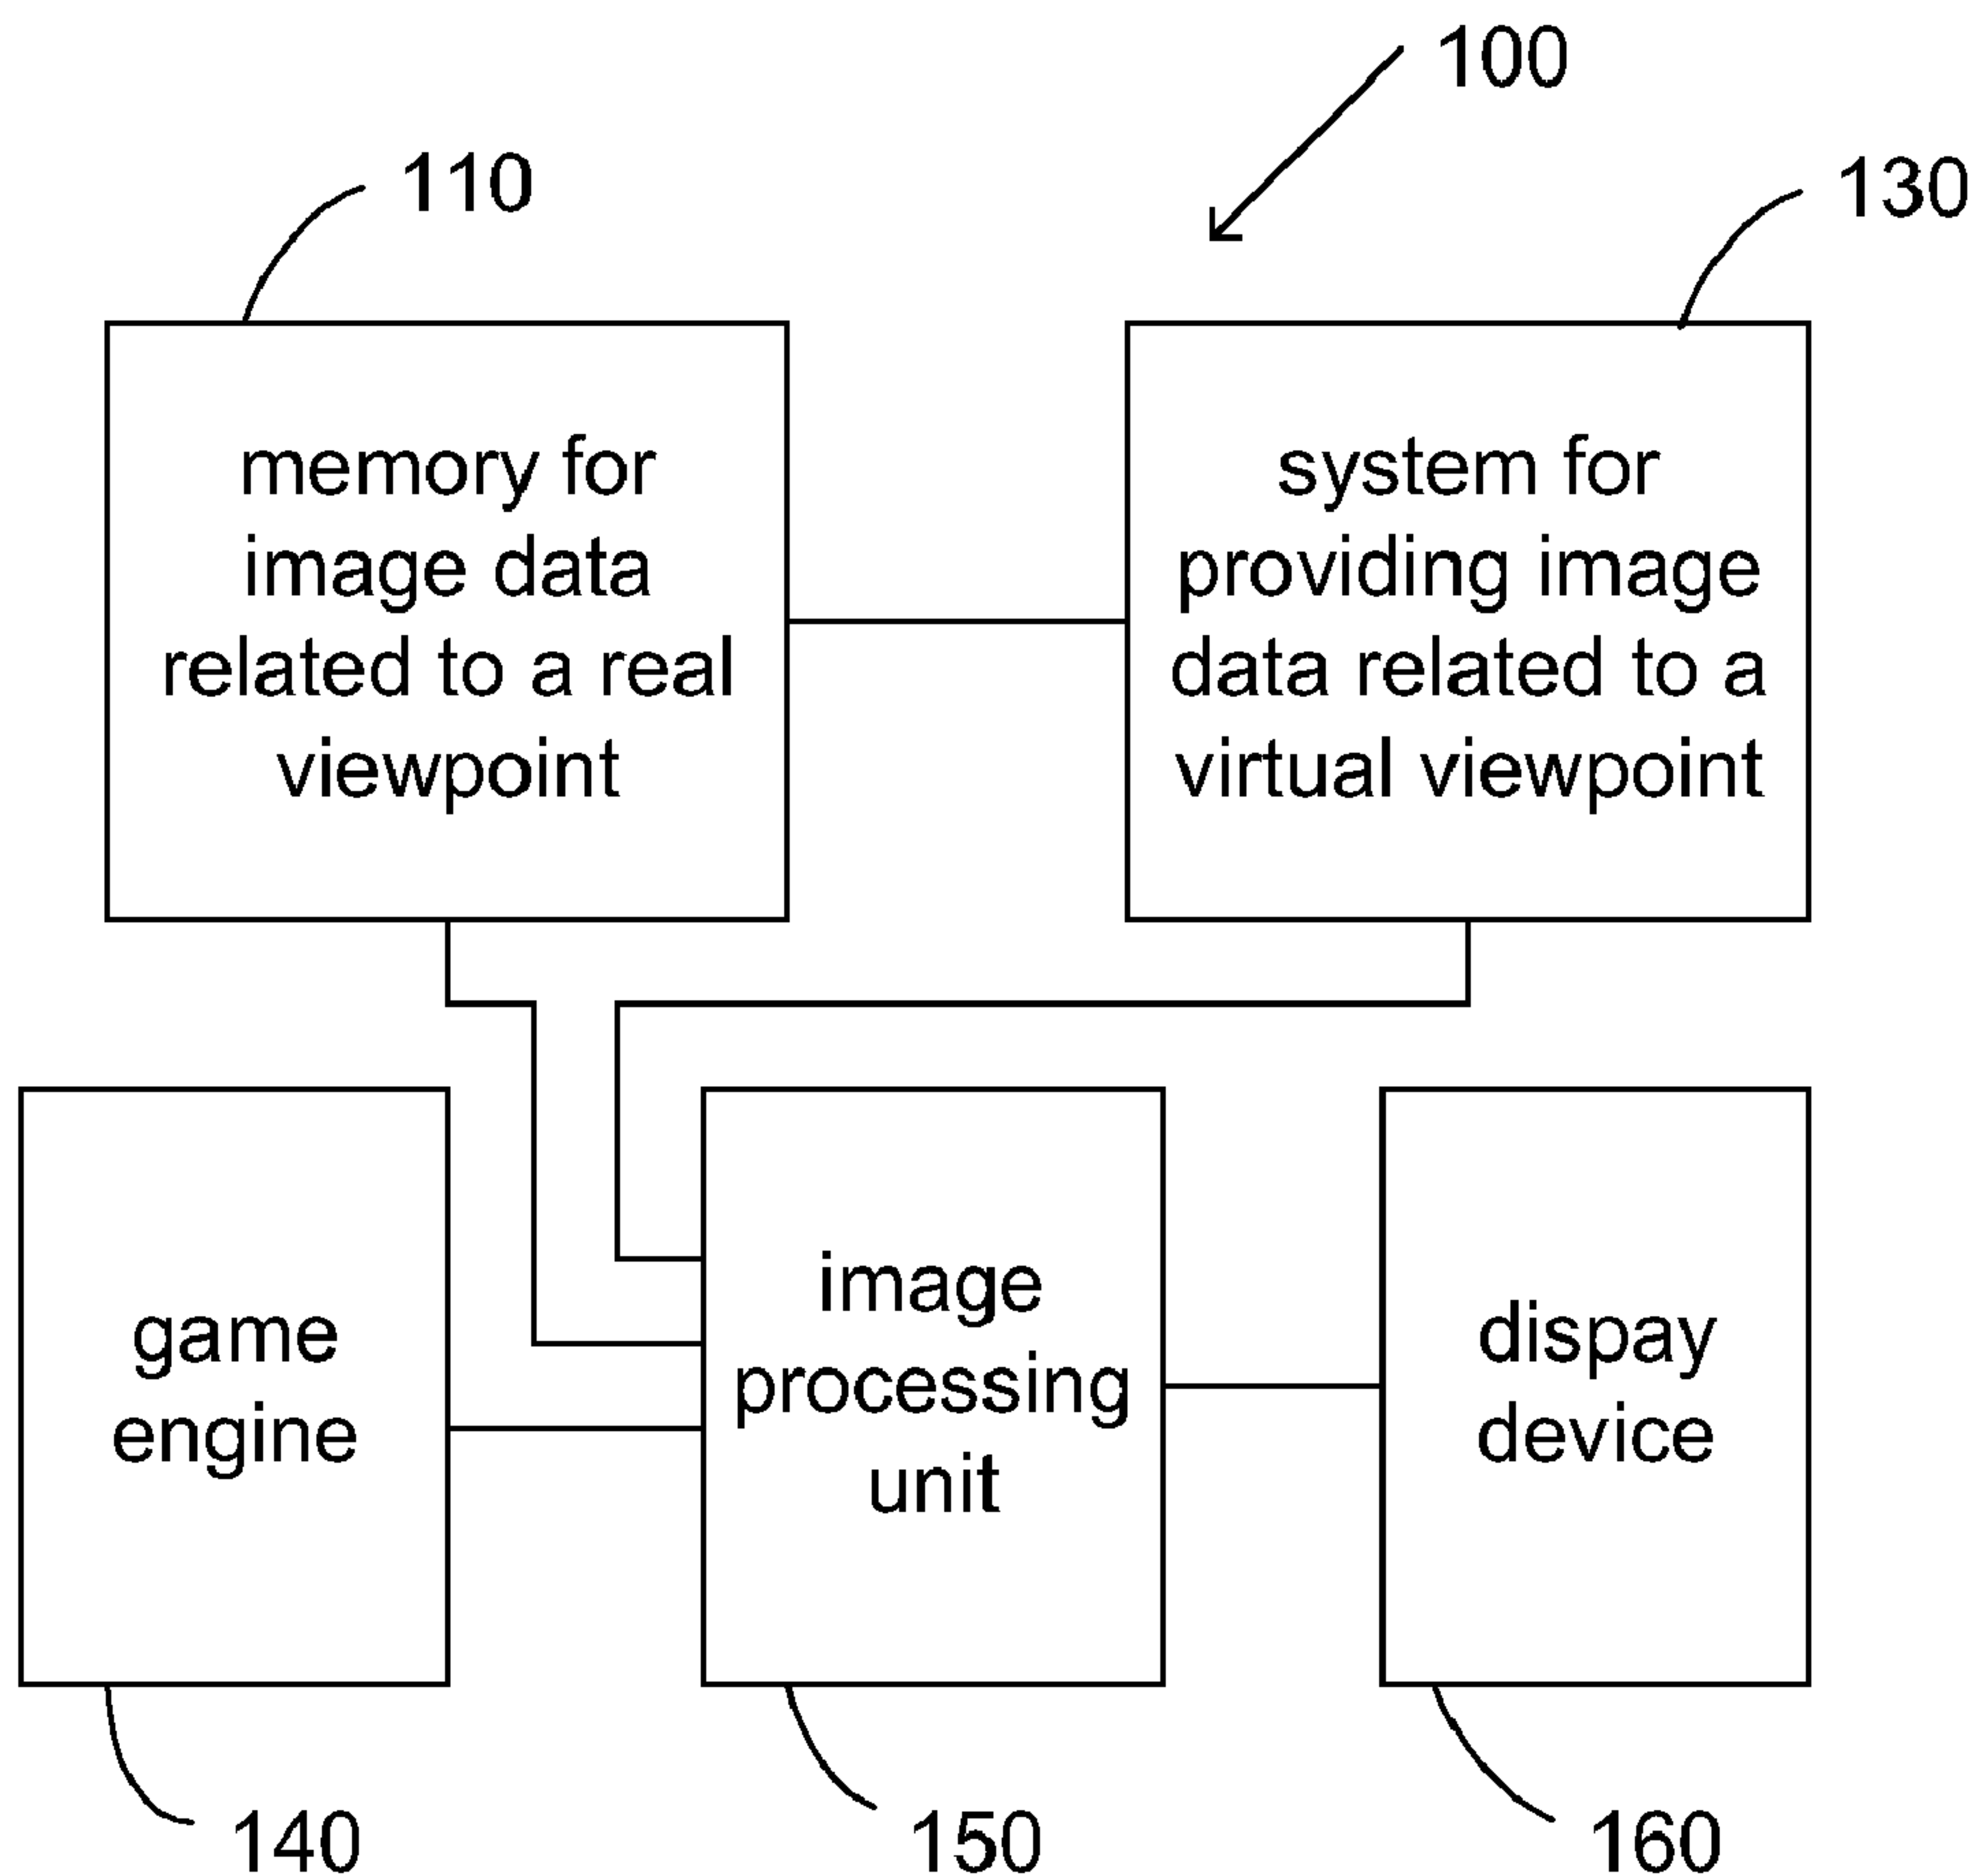 100
110
130
memory for
image data
related to a real
viewpoint
system for
providing image
data related to a
virtual viewpoint
game
engine
image
processing
unit
dispay
device
140
150
160